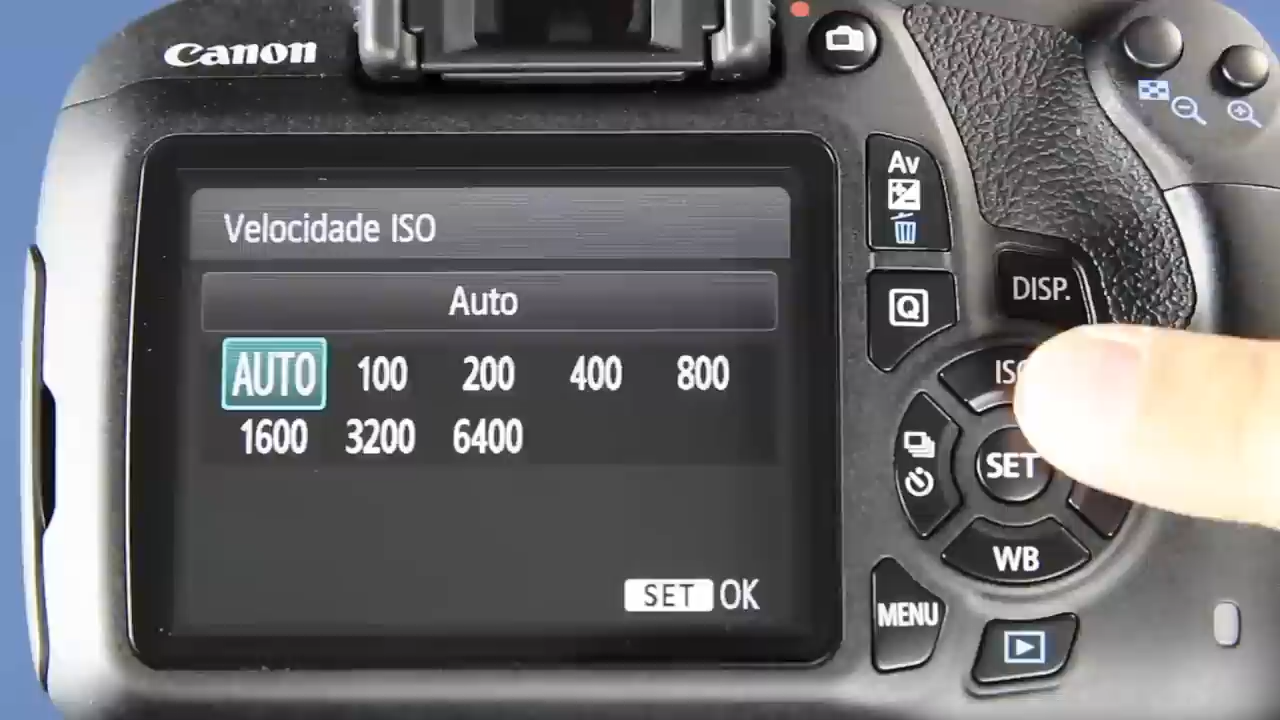 Canon
Velocidade ISO
Auto
AUTO 100 200 400 800
1600 3200 6400
SET OK
Av
Q
DISP.
ISO
SET
WB
MENU